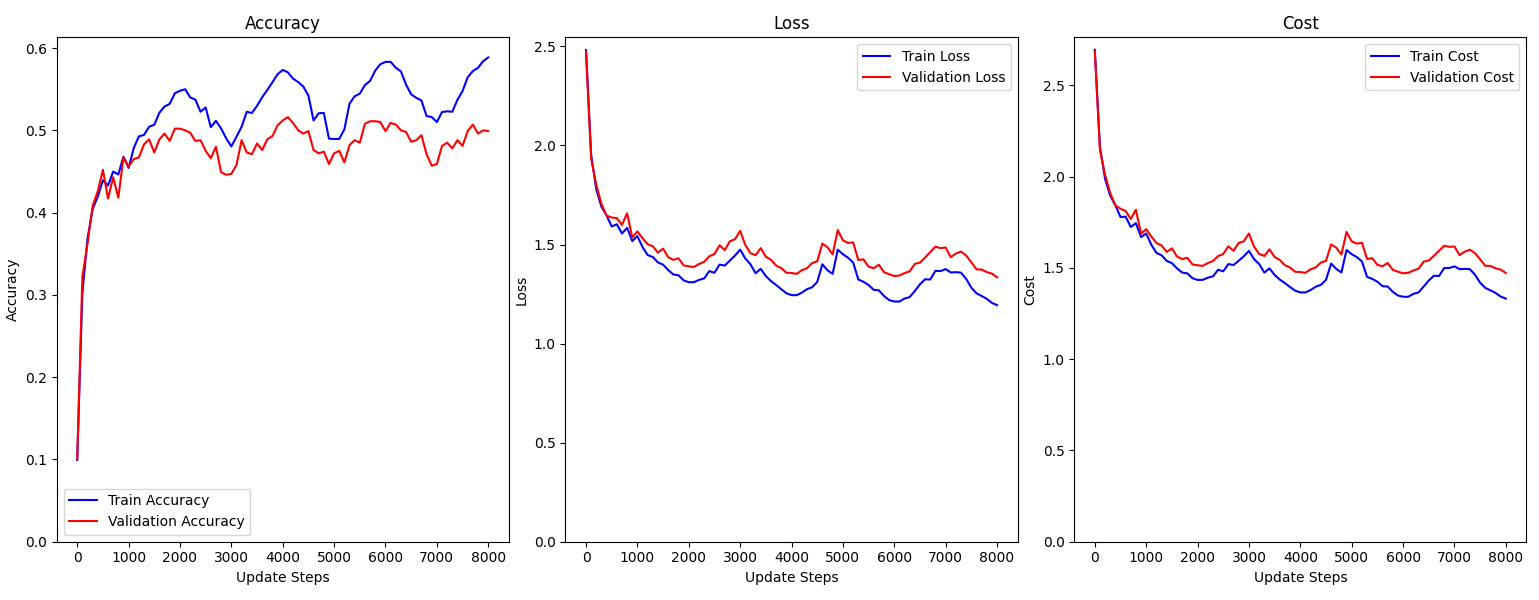 Accuracy
Accuracy
0.6
0.5
0.4
0.3
0.2
0.1
0.0
Train Accuracy
Validation Accuracy
0 1000 2000 3000 4000 5000 6000 7000 8000
Update Steps
Loss
Loss
2.5
2.0
1.5
1.0
0.5
0.0
Train Loss
Validation Loss
0 1000 2000 3000 4000 5000 6000 7000 8000
Update Steps
Cost
Cost
2.5
2.0
1.5
1.0
0.5
0.0
Train Cost
Validation Cost
0 1000 2000 3000 4000 5000 6000 7000 8000
Update Steps